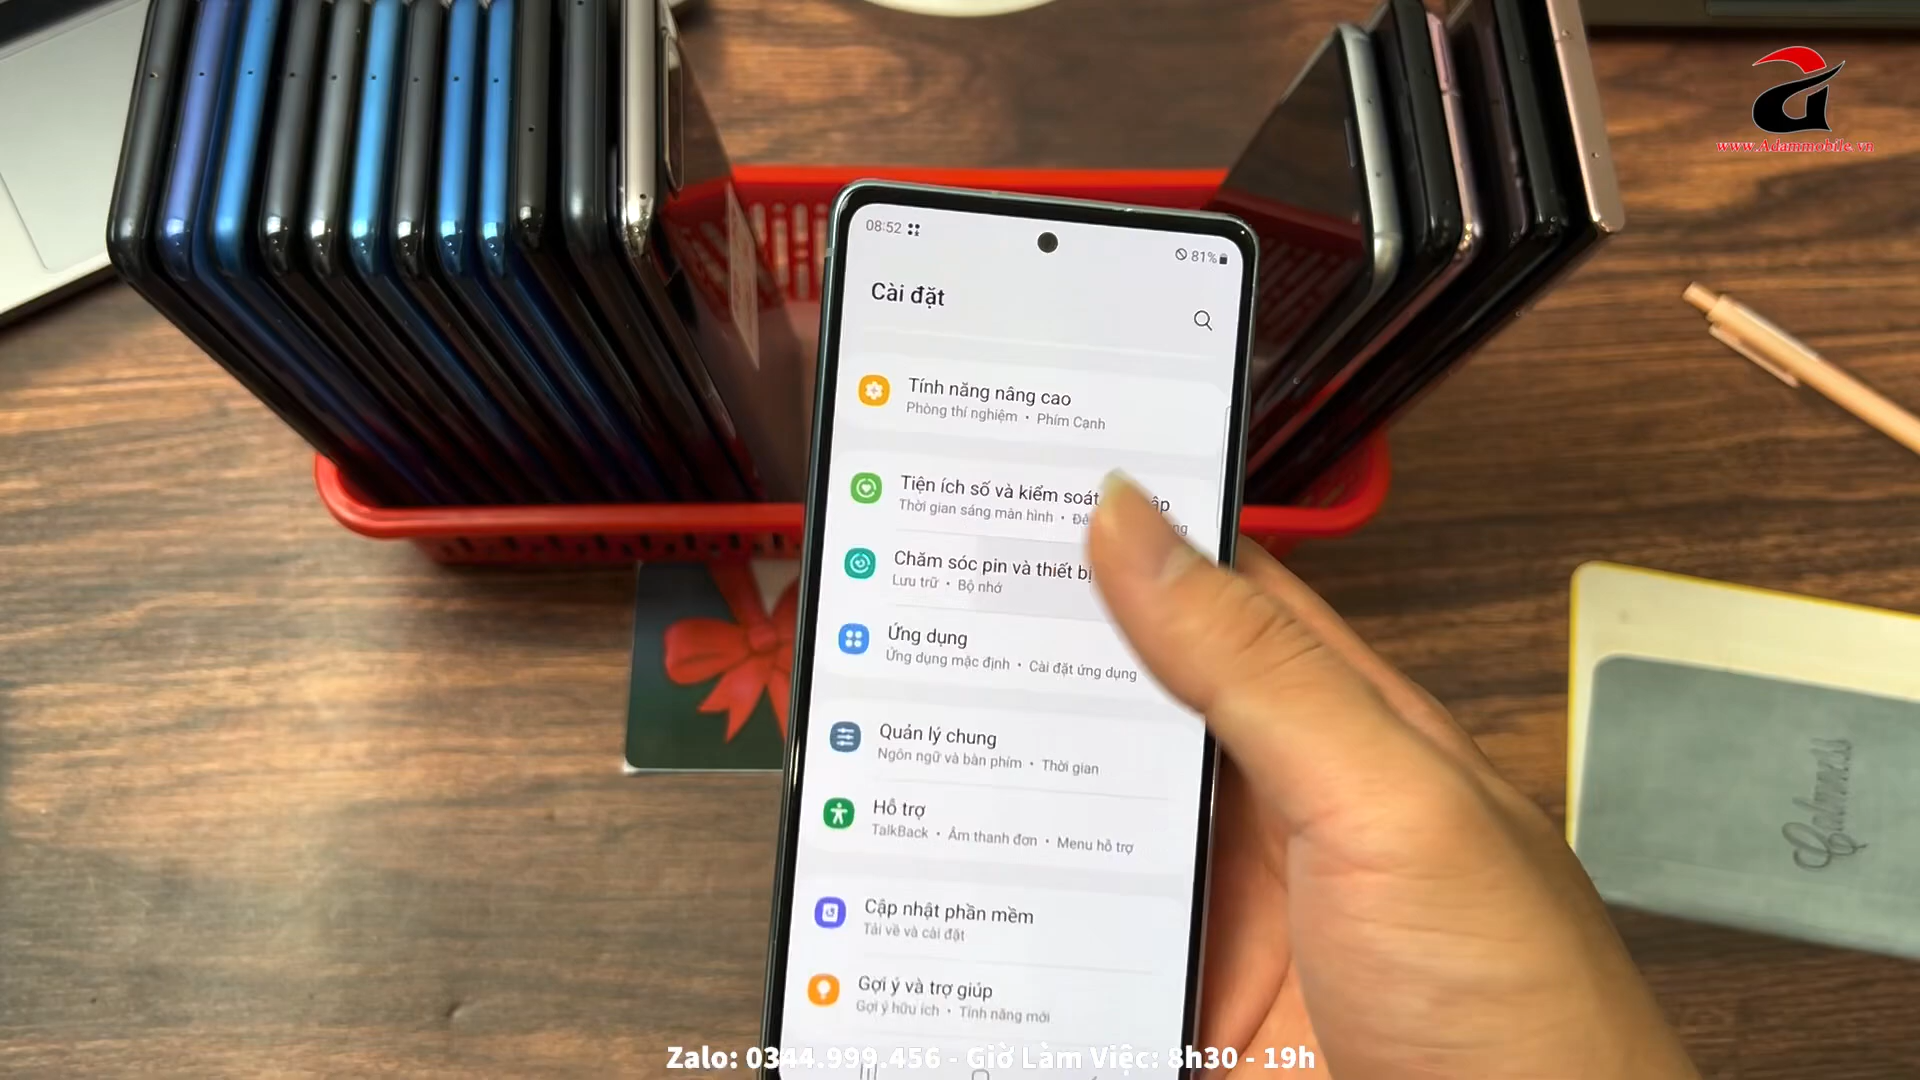 www.Adammobile.vn
08:52
81%
Cài đặt
Tính năng nâng cao
Phòng thí nghiệm • Phím Cạnh
Tiện ích số và kiểm soát
Thời gian sáng màn hình •
Chăm sóc pin và thiết bị
Lưu trữ • Bộ nhớ
Ứng dụng
Ứng dụng mặc định • Cài đặt ứng dụng
Quản lý chung
Ngôn ngữ và bàn phím • Thời gian
Hỗ trợ
TalkBack • Âm thanh đơn • Menu hỗ trợ
Cập nhật phần mềm
Tải về và cài đặt
Gợi ý và trợ giúp
Gợi ý hữu ích • Tính năng mới
Calmness
Zalo: 0344.999.456 - Giờ Làm Việc: 8h30 - 19h